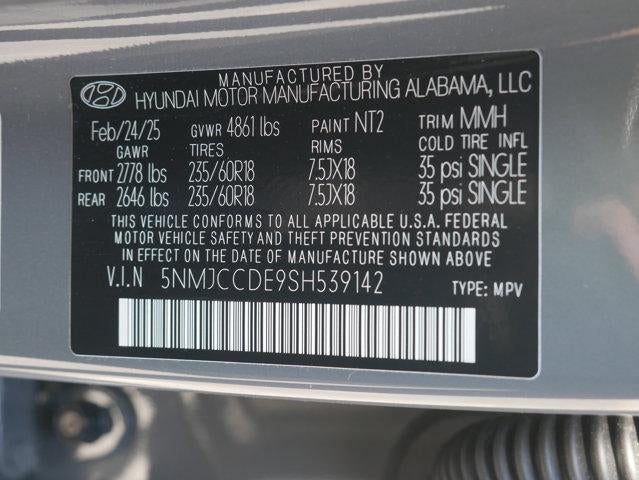 MANUFACTURED BY
HYUNDAI MOTOR MANUFACTURING ALABAMA, LLC
Feb/24/25 GVWR 4861 lbs PAINT NT2 TRIM MMH
GAWR TIRES RIMS COLD TIRE INFL
FRONT 2778 lbs 235/60R18 7.5JX18 35 psi SINGLE
REAR 2646 lbs 235/60R18 7.5JX18 35 psi SINGLE
THIS VEHICLE CONFORMS TO ALL APPLICABLE U.S.A. FEDERAL
MOTOR VEHICLE SAFETY AND THEFT PREVENTION STANDARDS
IN EFFECT ON THE DATE OF MANUFACTURE SHOWN ABOVE
V.I.N 5NMJCCDE9SH539142 TYPE: MPV